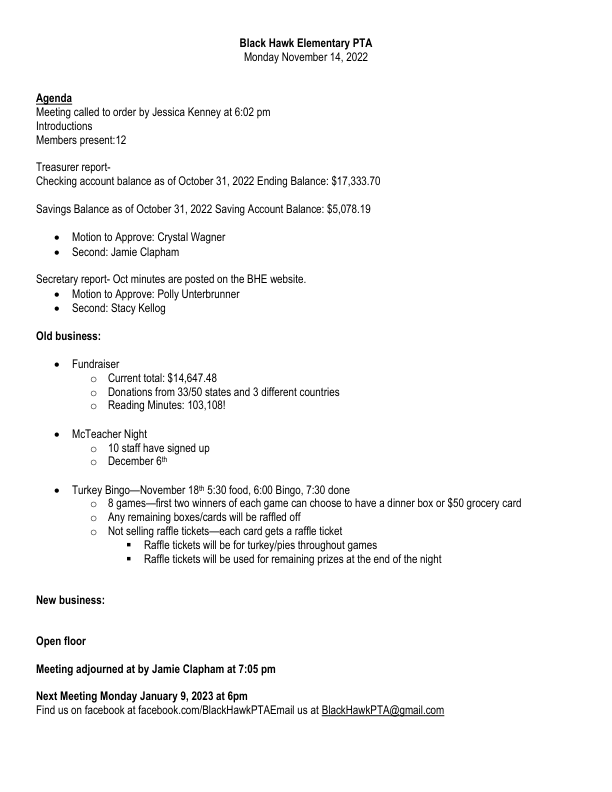 Black Hawk Elementary PTA
Monday November 14, 2022
Agenda
Meeting called to order by Jessica Kenney at 6:02 pm
Introductions
Members present:12
Treasurer report-
Checking account balance as of October 31, 2022 Ending Balance: $17,333.70
Savings Balance as of October 31, 2022 Saving Account Balance: $5,078.19
• Motion to Approve: Crystal Wagner
• Second: Jamie Clapham
Secretary report- Oct minutes are posted on the BHE website.
• Motion to Approve: Polly Unterbrunner
• Second: Stacy Kellog
Old business:
• Fundraiser
o Current total: $14,647.48
o Donations from 33/50 states and 3 different countries
o Reading Minutes: 103,108!
• McTeacher Night
o 10 staff have signed up
o December 6th
• Turkey Bingo—November 18th 5:30 food, 6:00 Bingo, 7:30 done
o 8 games—first two winners of each game can choose to have a dinner box or $50 grocery card
o Any remaining boxes/cards will be raffled off
o Not selling raffle tickets—each card gets a raffle ticket
▪ Raffle tickets will be for turkey/pies throughout games
▪ Raffle tickets will be used for remaining prizes at the end of the night
New business:
Open floor
Meeting adjourned at by Jamie Clapham at 7:05 pm
Next Meeting Monday January 9, 2023 at 6pm
Find us on facebook at facebook.com/BlackHawkPTAEmail us at BlackHawkPTA@gmail.com